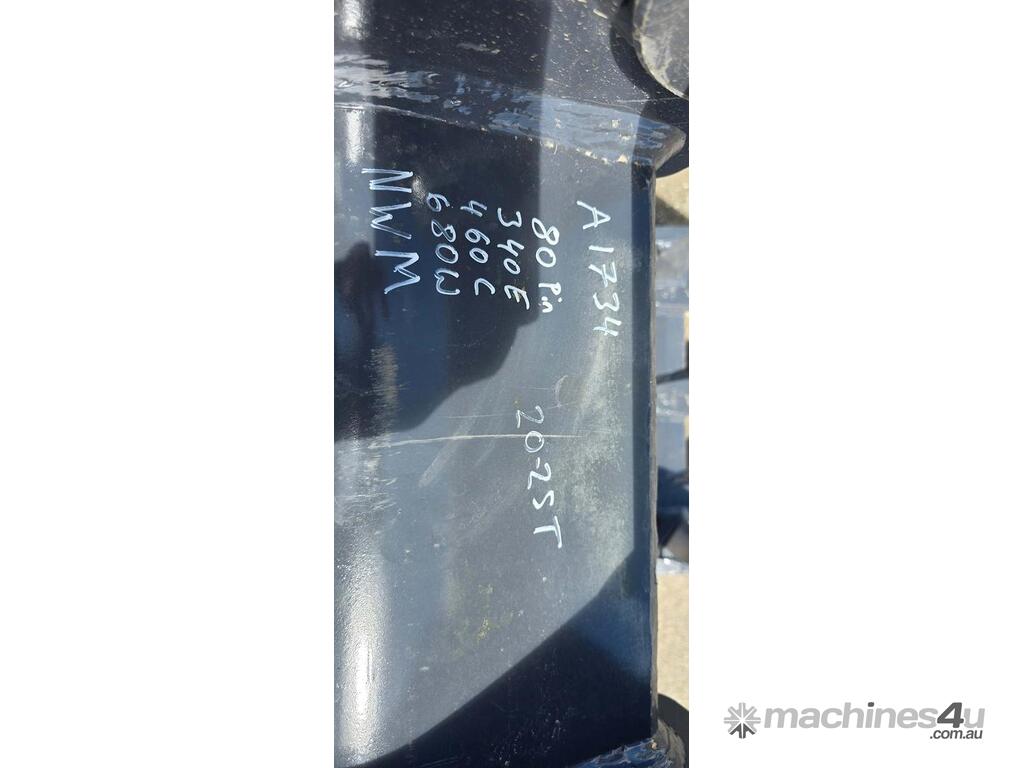 A1734
80 Pin
340E
460C
680W
NWM
20-25T
machines4u
.com.au